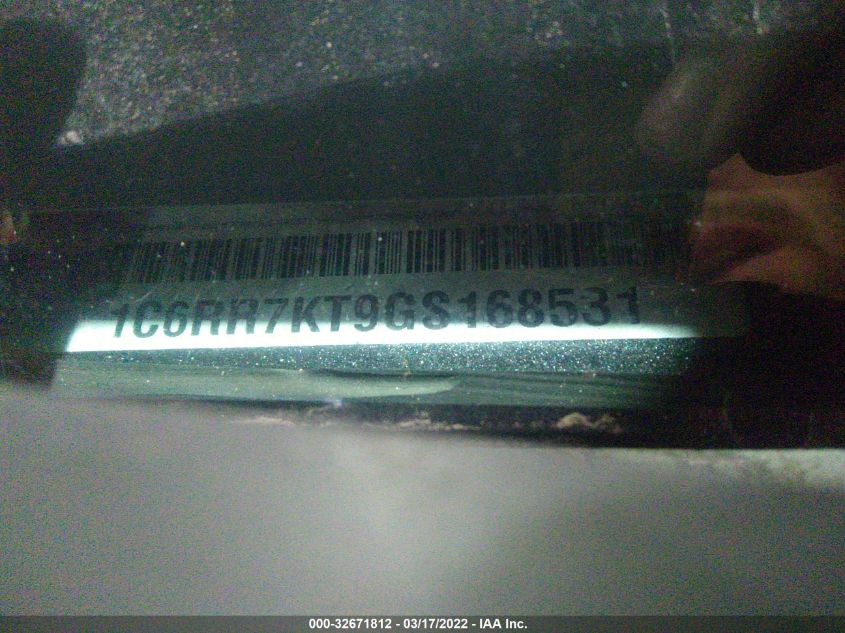 1C6RR7KT9GS168531
000-32671812 - 03/17/2022 - IAA Inc.